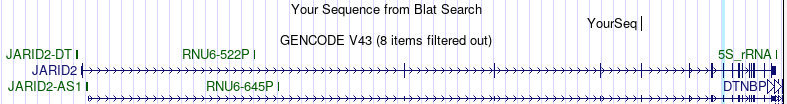 Your Sequence from Blat Search
YourSeq
GENCODE V43 (8 items filtered out)
JARID2-DT RNU6-522P 5S_rRNA
JARID2
JARID2-AS1 RNU6-645P DTNBP